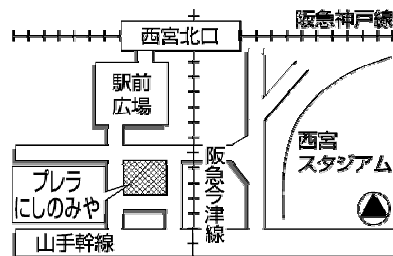 阪急神戸線
西宮北口
駅前
広場
西宮
スタジアム
阪急今津線
プレラ
にしのみや
山手幹線